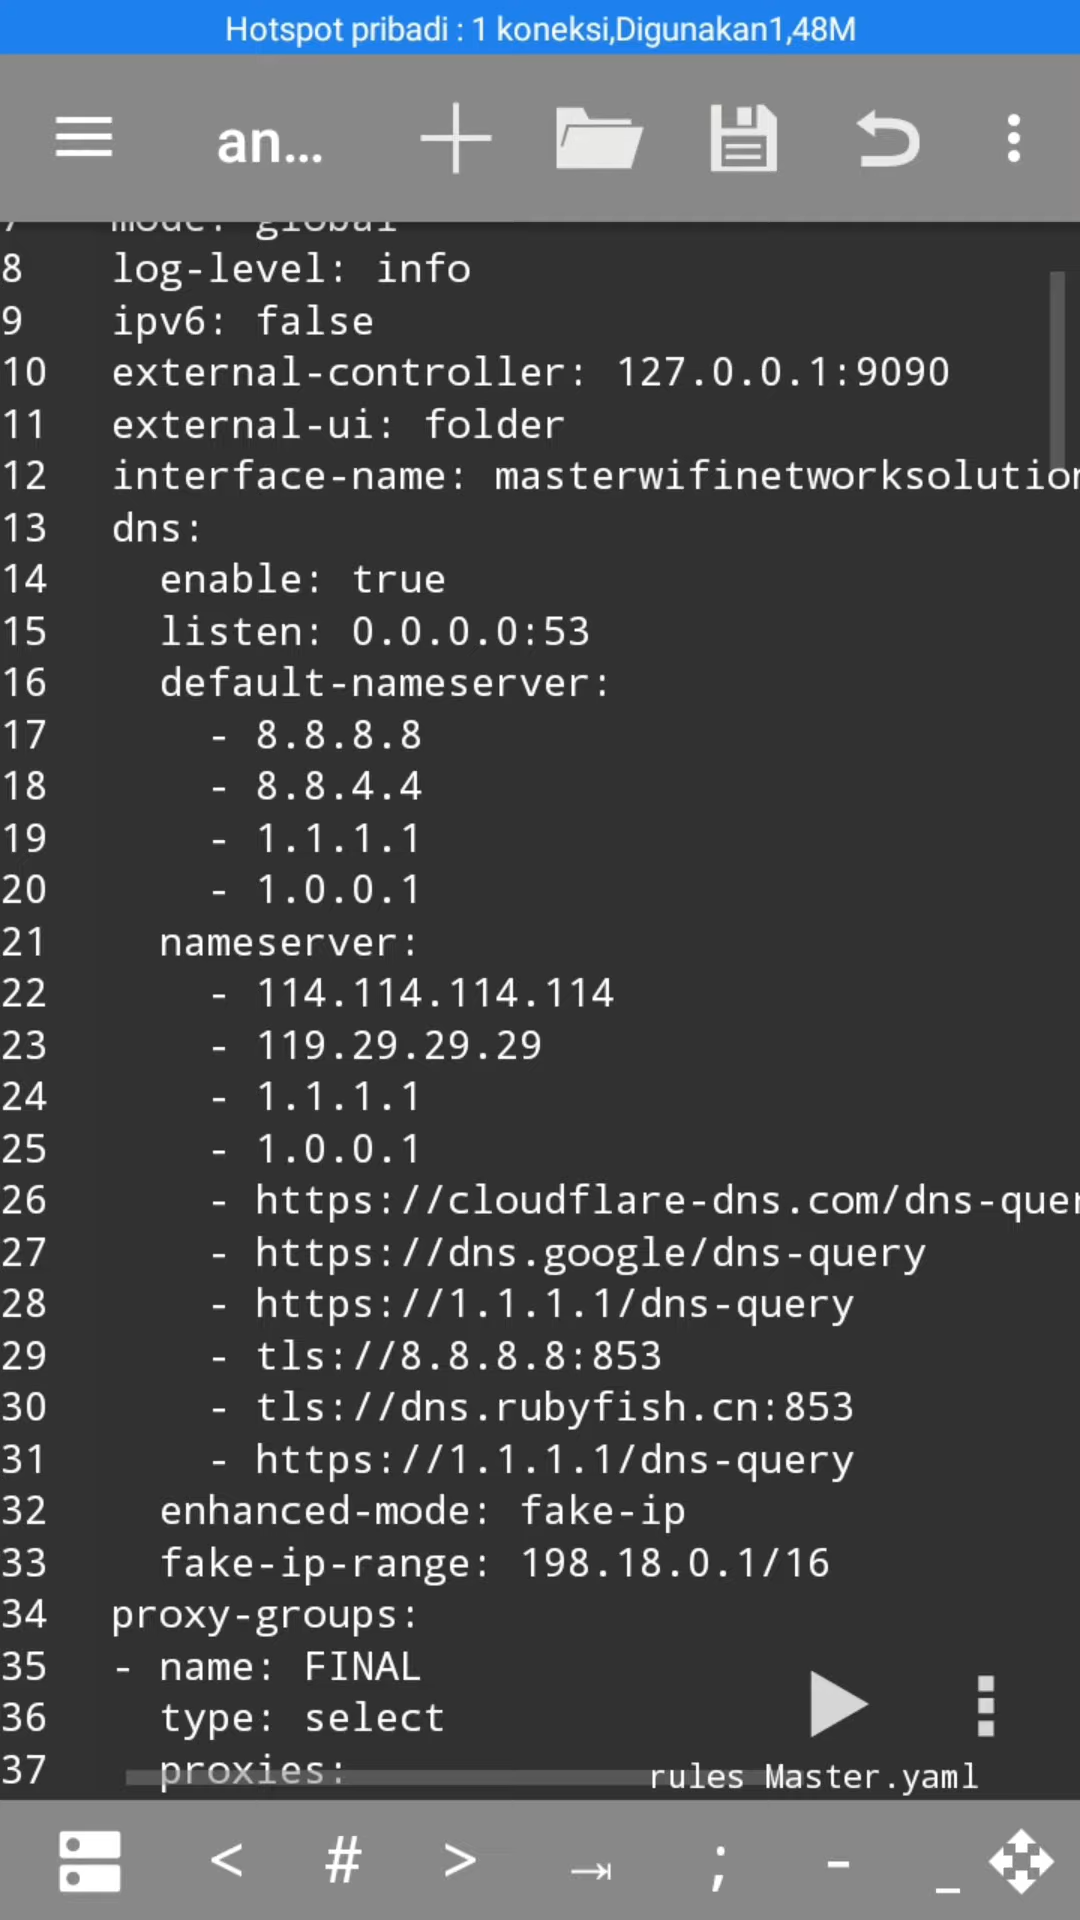 Hotspot pribadi : 1 koneksi,Digunakan1,48M
an...
7 mode: global
8 log-level: info
9 ipv6: false
10 external-controller: 127.0.0.1:9090
11 external-ui: folder
12 interface-name: masterwifinetworksolution
13 dns:
14 enable: true
15 listen: 0.0.0.0:53
16 default-nameserver:
17 - 8.8.8.8
18 - 8.8.4.4
19 - 1.1.1.1
20 - 1.0.0.1
21 nameserver:
22 - 114.114.114.114
23 - 119.29.29.29
24 - 1.1.1.1
25 - 1.0.0.1
26 - https://cloudflare-dns.com/dns-quer
27 - https://dns.google/dns-query
28 - https://1.1.1.1/dns-query
29 - tls://8.8.8.8:853
30 - tls://dns.rubyfish.cn:853
31 - https://1.1.1.1/dns-query
32 enhanced-mode: fake-ip
33 fake-ip-range: 198.18.0.1/16
34 proxy-groups:
35 - name: FINAL
36 type: select
37 proxies:
rules Master.yaml
< # > ⇥ ; - _